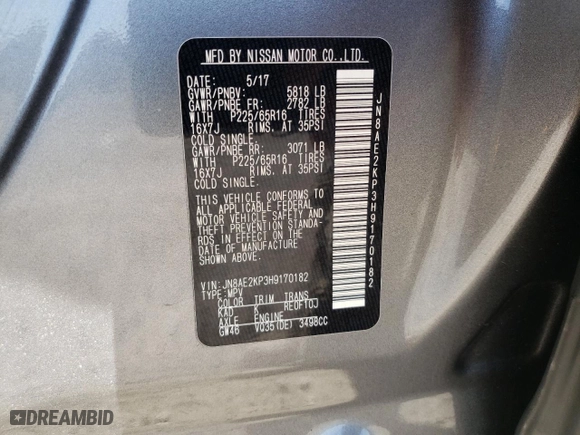 MFD BY NISSAN MOTOR CO.,LTD.
DATE: 5/17
GVWR/PNBV: 5818 LB
GAWR/PNBE FR: 2782 LB
WITH P225/65R16 TIRES
16X7J RIMS. AT 35PSI
COLD SINGLE.
GAWR/PNBE RR: 3071 LB
WITH P225/65R16 TIRES
16X7J RIMS. AT 35PSI
COLD SINGLE.
THIS VEHICLE CONFORMS TO
ALL APPLICABLE FEDERAL
MOTOR VEHICLE SAFETY AND
THEFT PREVENTION STANDA-
RDS IN EFFECT ON THE
DATE OF MANUFACTURE
SHOWN ABOVE.
VIN:JN8AE2KP3H9170182
TYPE:MPV
COLOR TRIM TRANS
KAD K RE0F10J
AXLE ENGINE
GW46 VQ35(DE) 3498CC
JN8AE2KP3H9170182
DREAMBID